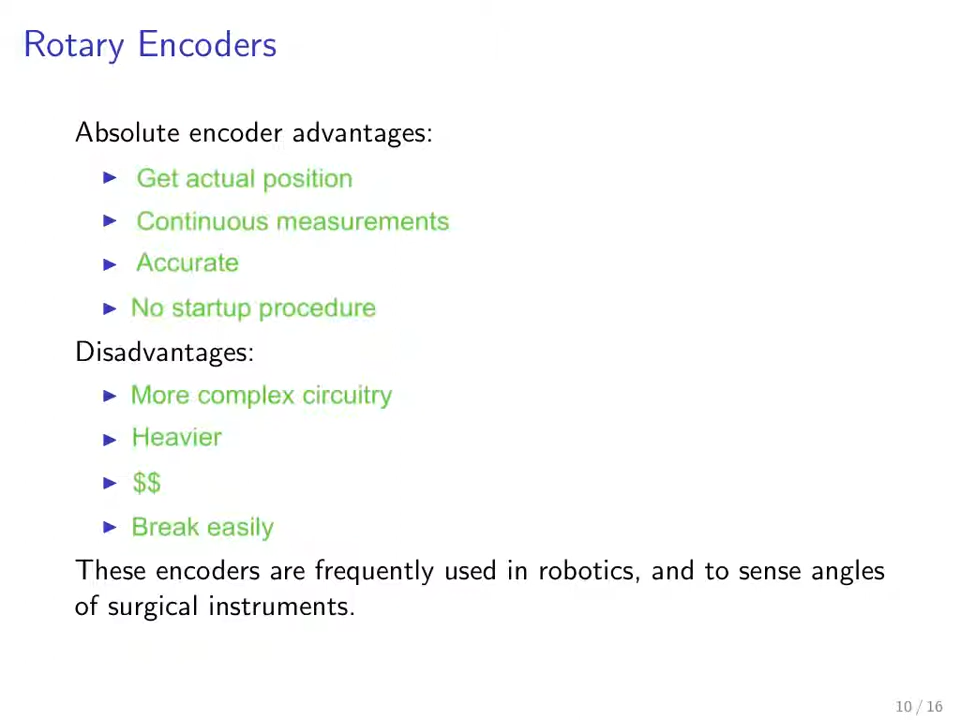 Rotary Encoders
Absolute encoder advantages:
Get actual position
Continuous measurements
Accurate
No startup procedure
Disadvantages:
More complex circuitry
Heavier
$$
Break easily
These encoders are frequently used in robotics, and to sense angles
of surgical instruments.
10 / 16